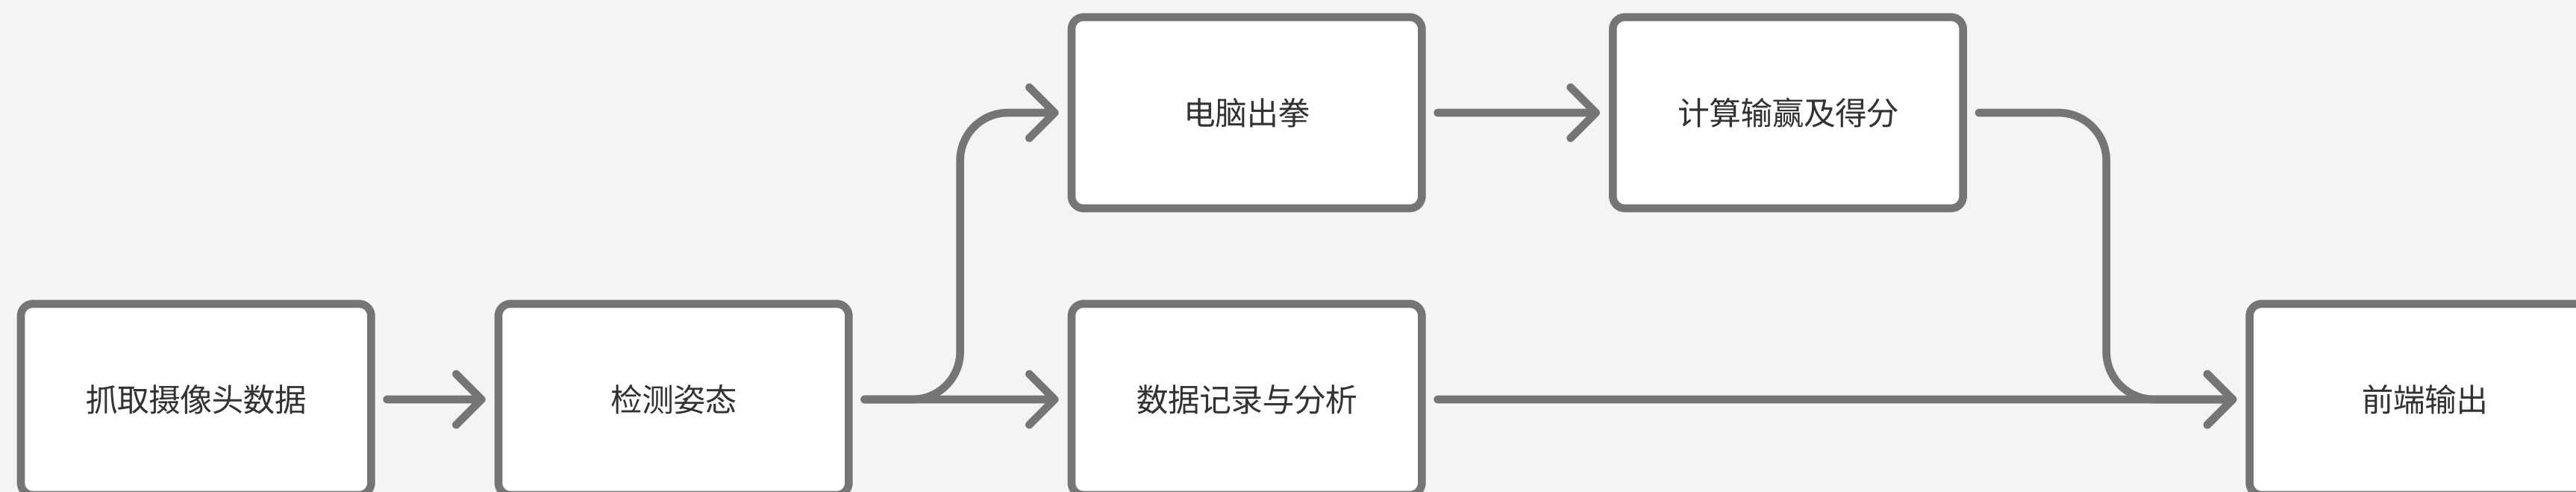 电脑出拳
计算输赢及得分
抓取摄像头数据
检测姿态
数据记录与分析
前端输出